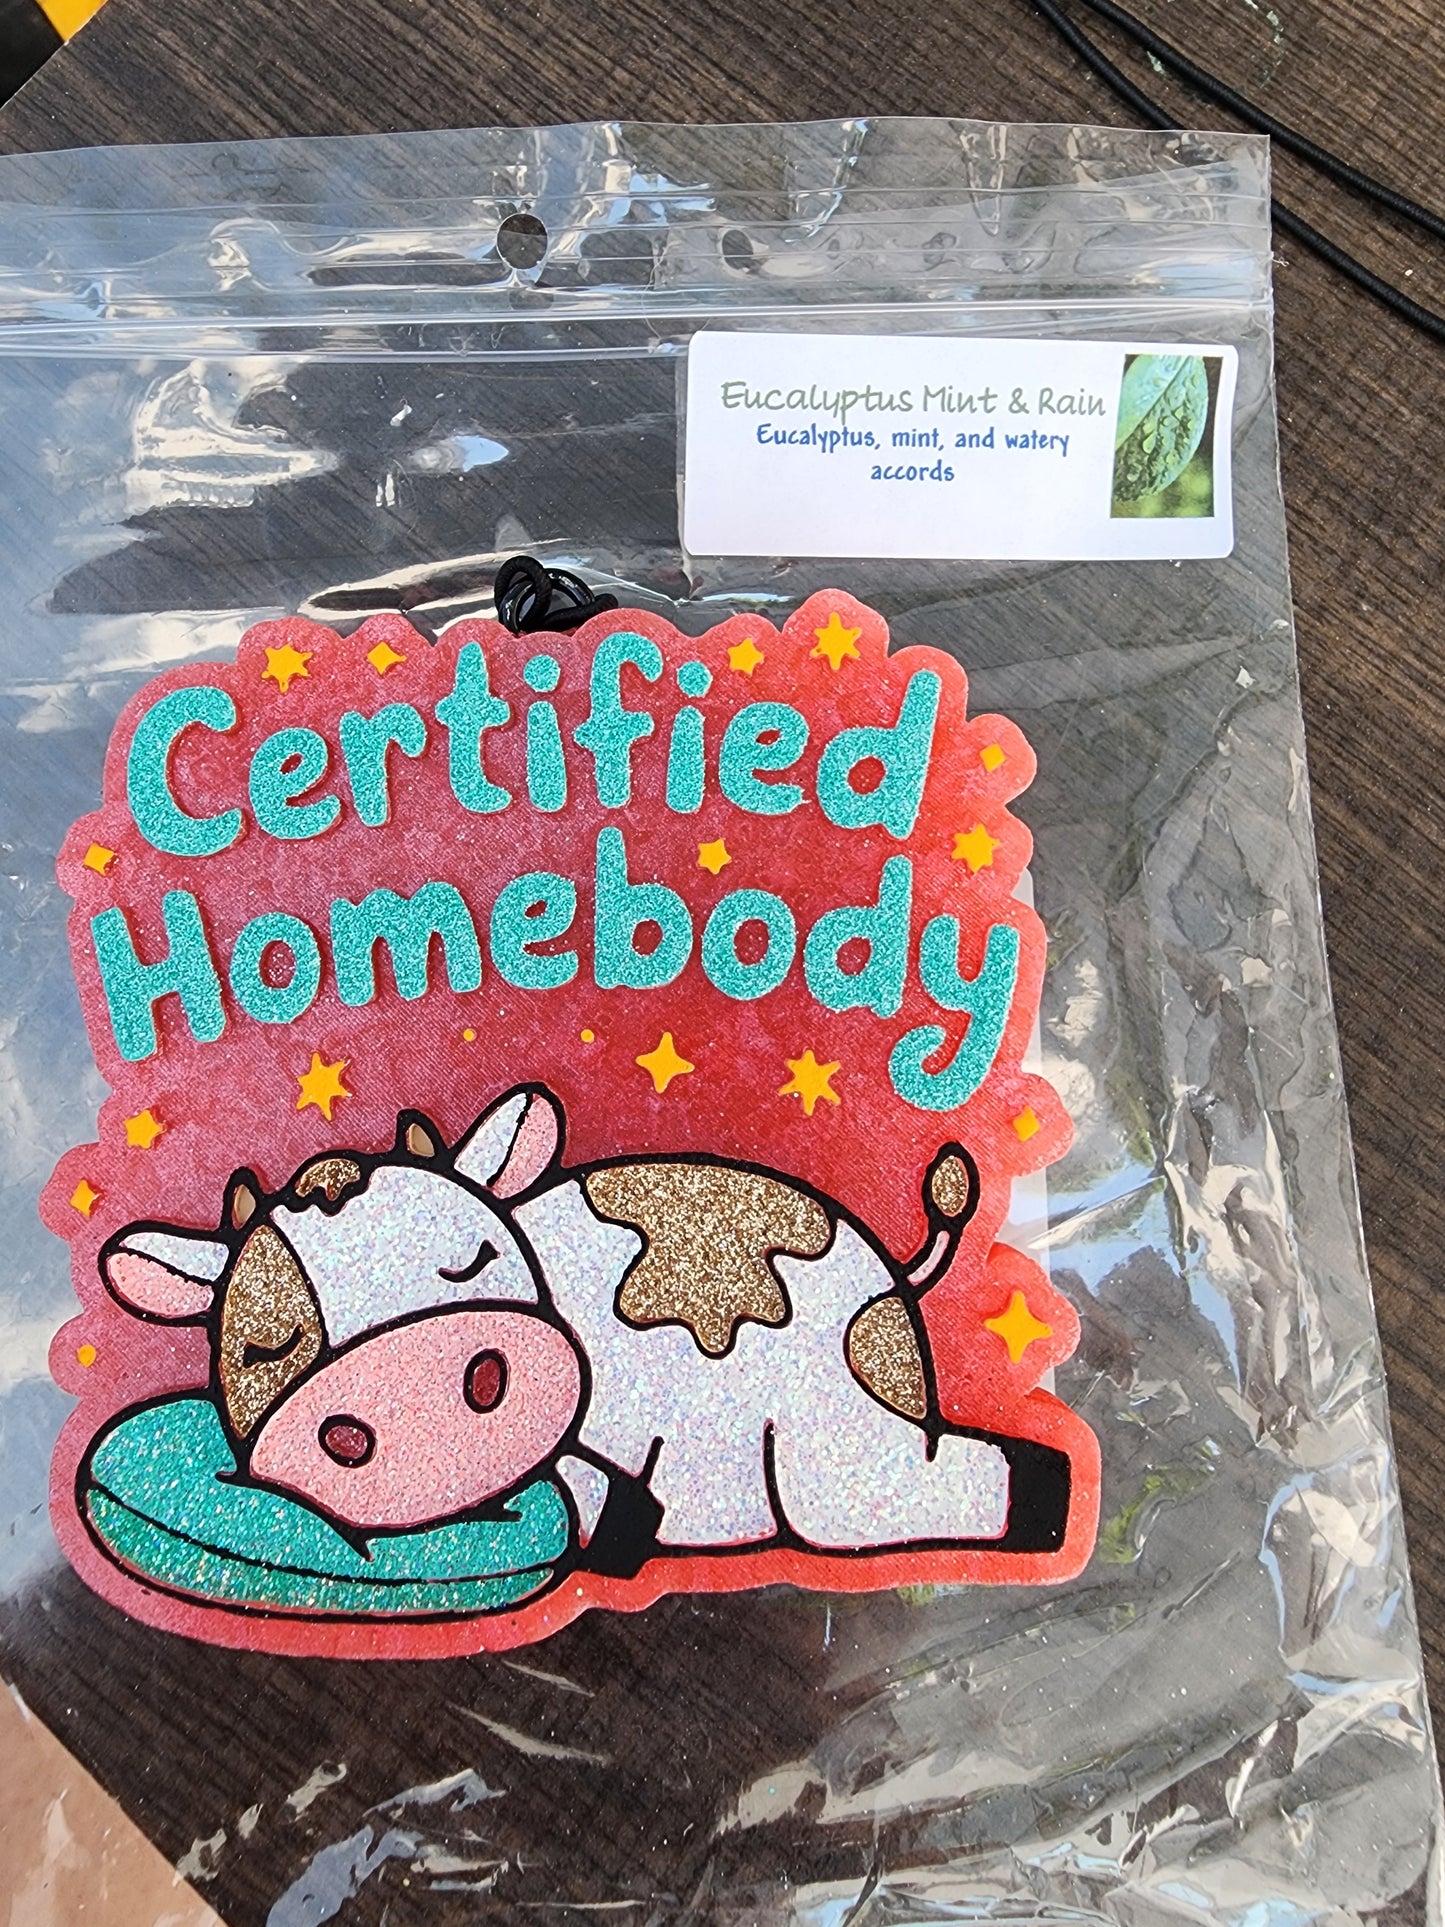 Eucalyptus Mint & Rain
Eucalyptus, mint, and watery
accords
Certified
Homebody